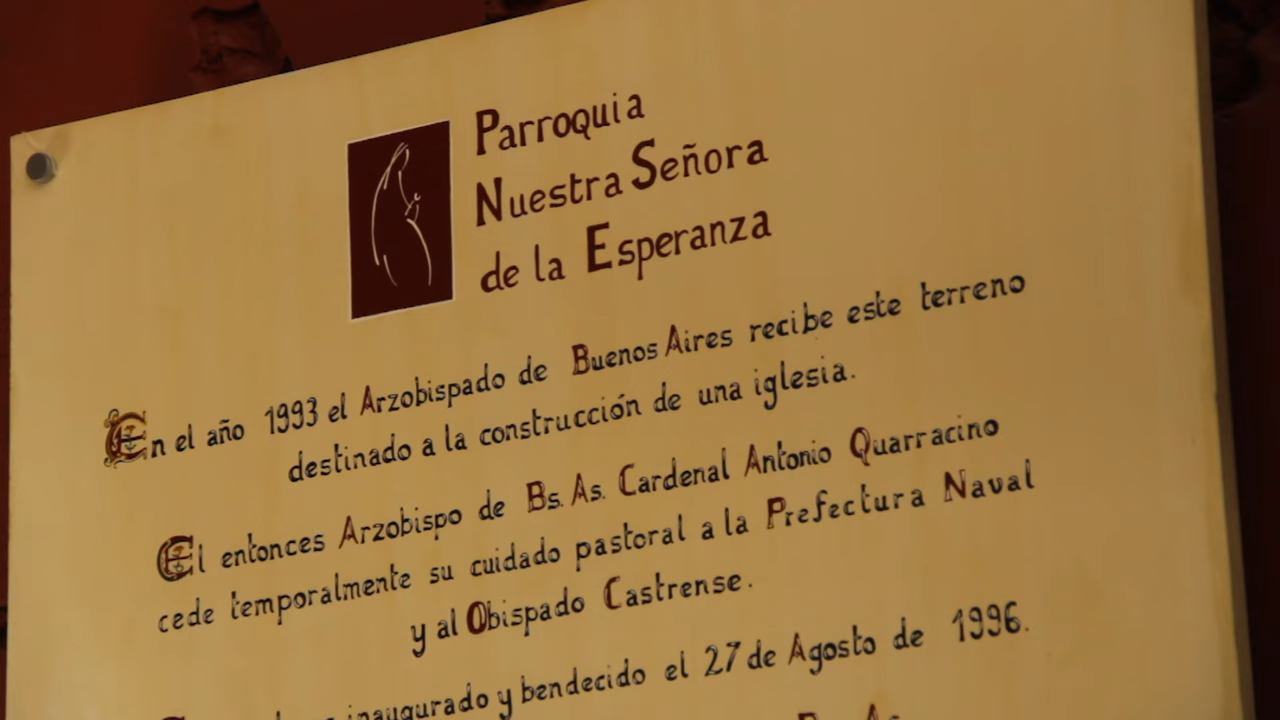 Parroquia
Nuestra Señora
de la Esperanza
En el año 1993 el Arzobispado de Buenos Aires recibe este terreno
destinado a la construcción de una iglesia.
El entonces Arzobispo de Bs. As. Cardenal Antonio Quarracino
cede temporalmente su cuidado pastoral a la Prefectura Naval
y al Obispado Castrense.
inaugurado y bendecido el 27 de Agosto de 1996.
Bs. As.